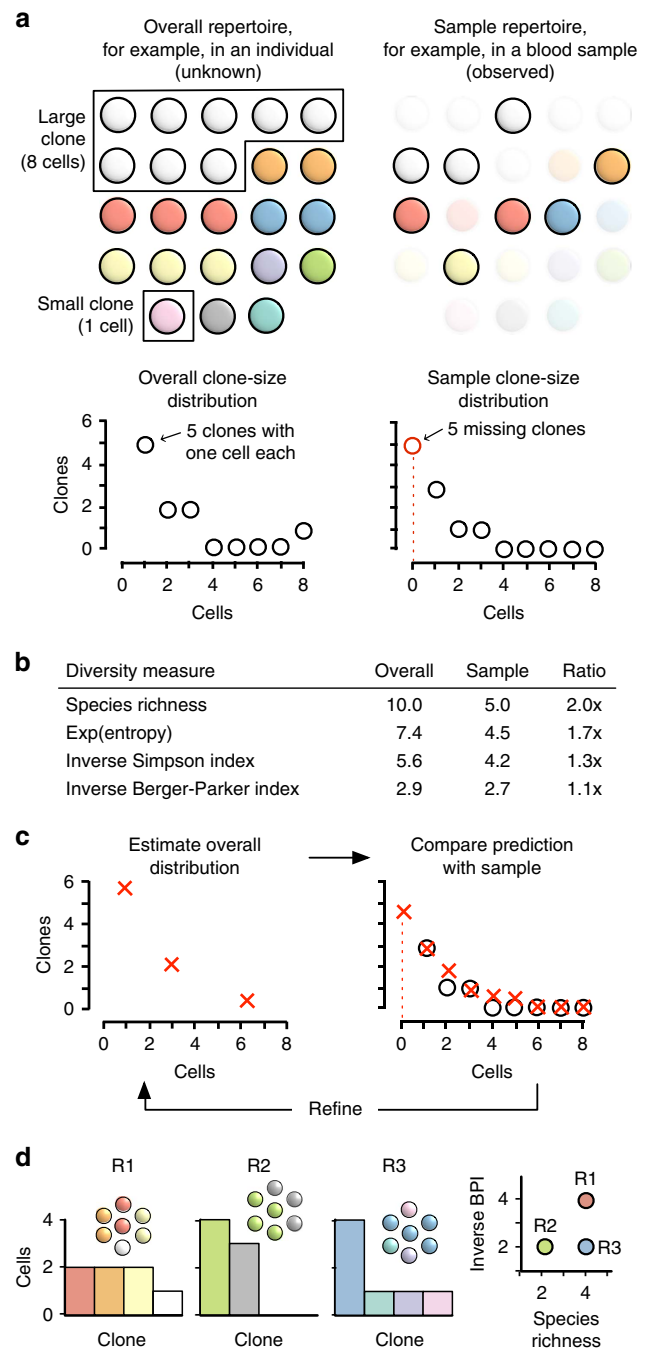 a
Overall repertoire,
for example, in an individual
(unknown)
Sample repertoire,
for example, in a blood sample
(observed)
Large
clone
(8 cells)
Small clone
(1 cell)
Overall clone-size
distribution
Sample clone-size
distribution
6
4
2
0
Clones
5 clones with
one cell each
5 missing clones
0 2 4 6 8
Cells
0 2 4 6 8
Cells
b
Diversity measure Overall Sample Ratio
Species richness 10.0 5.0 2.0x
Exp(entropy) 7.4 4.5 1.7x
Inverse Simpson index 5.6 4.2 1.3x
Inverse Berger-Parker index 2.9 2.7 1.1x
c
Estimate overall
distribution
Compare prediction
with sample
6
4
2
0
Clones
0 2 4 6 8
Cells
0 2 4 6 8
Cells
Refine
d
R1
R2
R3
4
2
0
Cells
Clone
Clone
Clone
Inverse BPI
4
2
R1
R2
R3
2 4
Species
richness